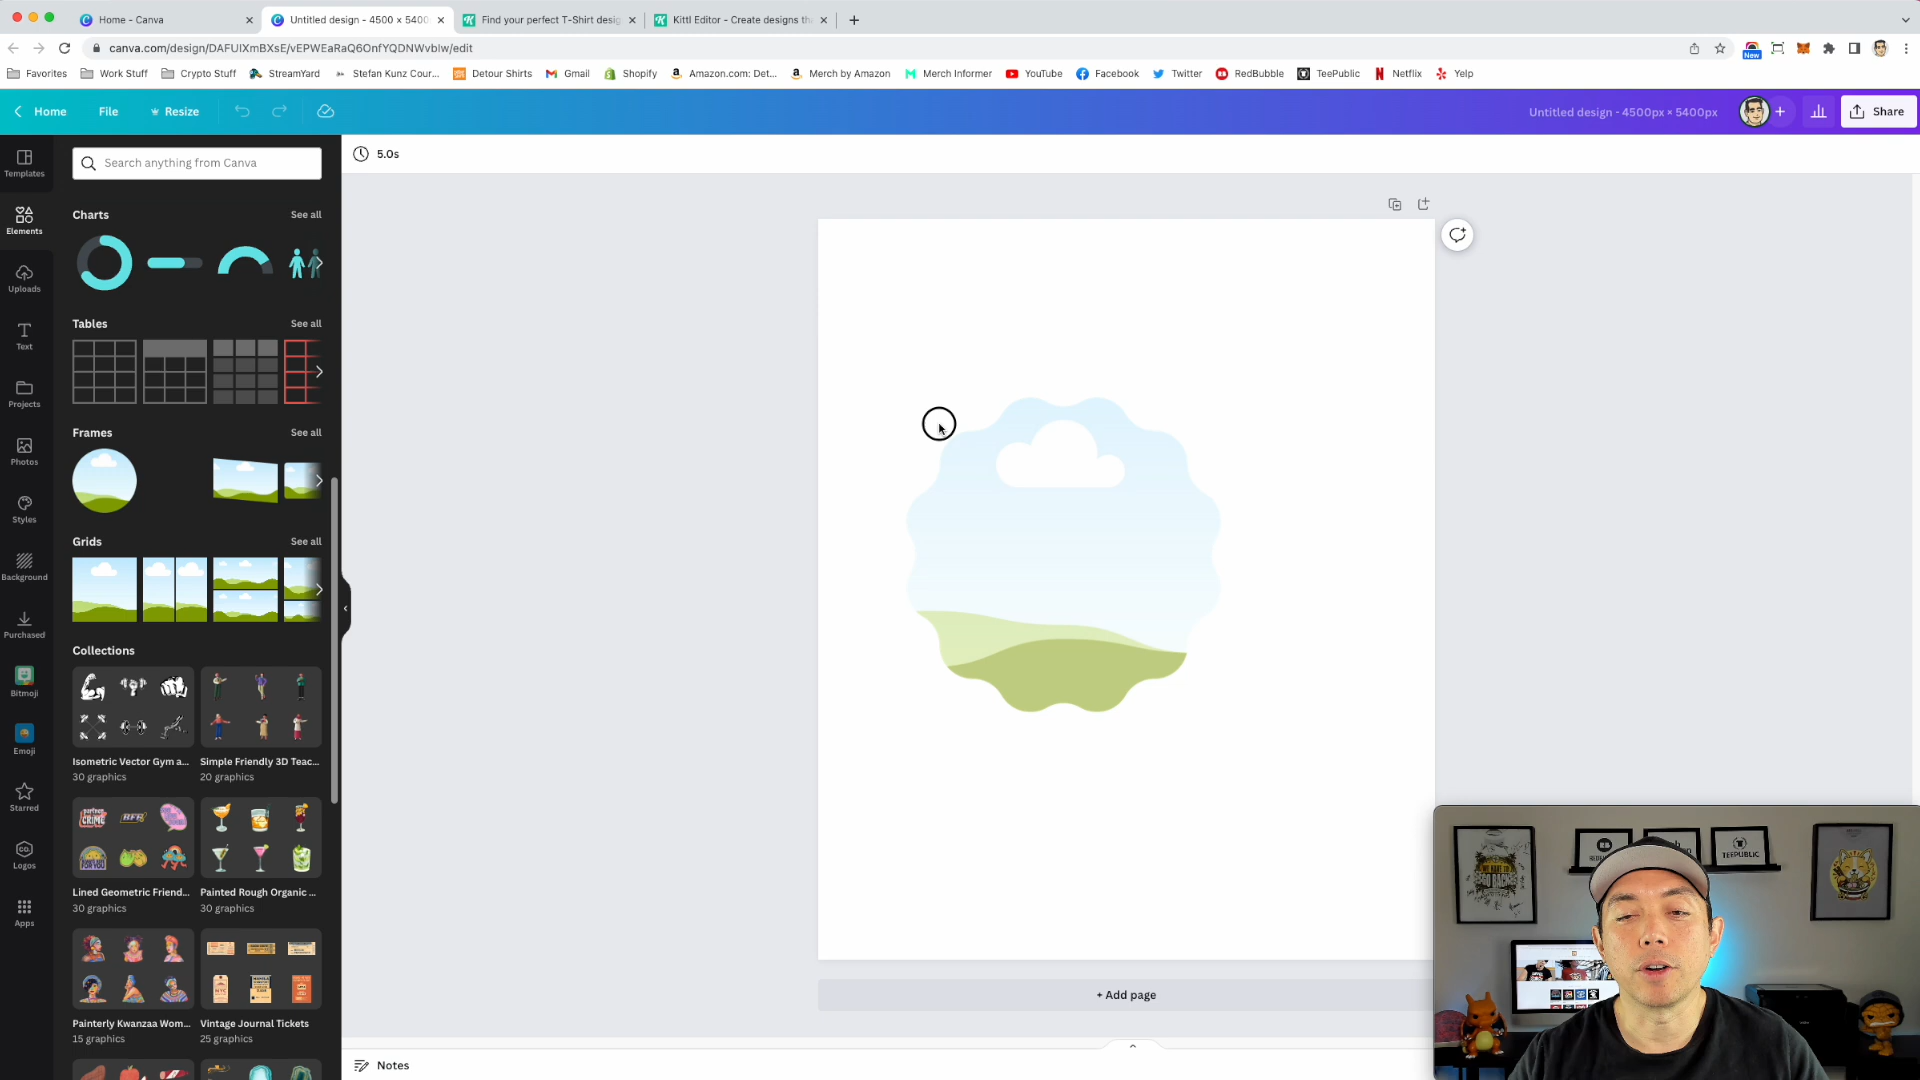 Home - Canva
Untitled design - 4500 x 5400
Find your perfect T-Shirt desig
Kittl Editor - Create designs th
canva.com/design/DAFUIXmBXsE/vEPWEaRaQ6OnfYQDNWvbIw/edit
Favorites
Work Stuff
Crypto Stuff
StreamYard
Stefan Kunz Cour...
Detour Shirts
Gmail
Shopify
Amazon.com: Det...
Merch by Amazon
Merch Informer
YouTube
Facebook
Twitter
RedBubble
TeePublic
Netflix
Yelp
New
Home
File
Resize
Untitled design - 4500px × 5400px
Share
Templates
Elements
Uploads
Text
Projects
Photos
Styles
Background
Purchased
Bitmoji
Emoji
Starred
Logos
Apps
Search anything from Canva
Charts
See all
Tables
See all
Frames
See all
Grids
See all
Collections
Isometric Vector Gym a...
30 graphics
Simple Friendly 3D Teac...
20 graphics
Lined Geometric Friend...
30 graphics
Painted Rough Organic ...
30 graphics
Painterly Kwanzaa Wom...
15 graphics
Vintage Journal Tickets
25 graphics
5.0s
+ Add page
Notes
TEEPUBLIC